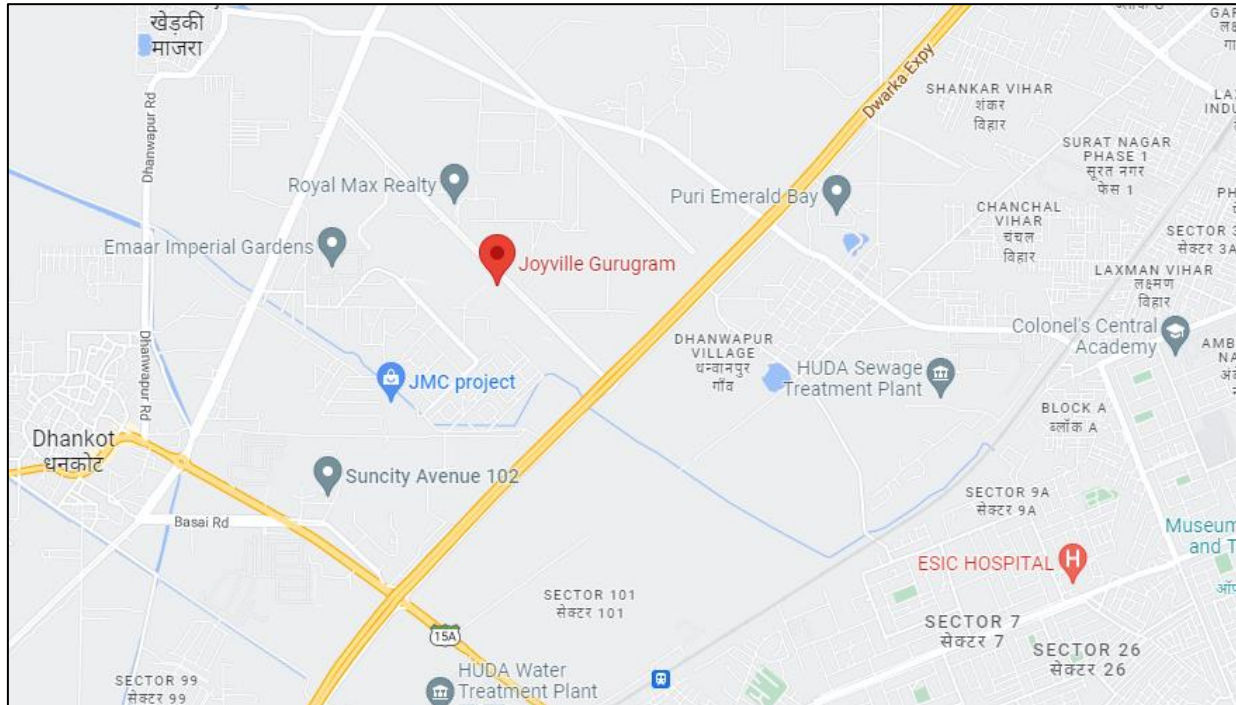 खेड़की
माजरा
Dhanwapur Rd
Dwarka Expy
SHANKAR VIHAR
शंकर
विहार
SURAT NAGAR
PHASE 1
सूरत नगर
फेस 1
Royal Max Realty
Puri Emerald Bay
CHANCHAL
VIHAR
चंचल
विहार
Emaar Imperial Gardens
Joyville Gurugram
SECTOR 3A
सेक्टर 3A
LAXMAN VIHAR
लक्ष्मण
विहार
Colonel's Central
Academy
DHANWAPUR
VILLAGE
धन्वानपुर
गाँव
HUDA Sewage
Treatment Plant
JMC project
Dhanwapur Rd
BLOCK A
ब्लॉक A
Dhankot
धनकोट
Suncity Avenue 102
SECTOR 9A
सेक्टर 9A
Basai Rd
Museum
and T
ESIC HOSPITAL
H
SECTOR 101
सेक्टर 101
15A
SECTOR 7
सेक्टर 7
SECTOR 26
सेक्टर 26
HUDA Water
Treatment Plant
SECTOR 99
सेक्टर 99